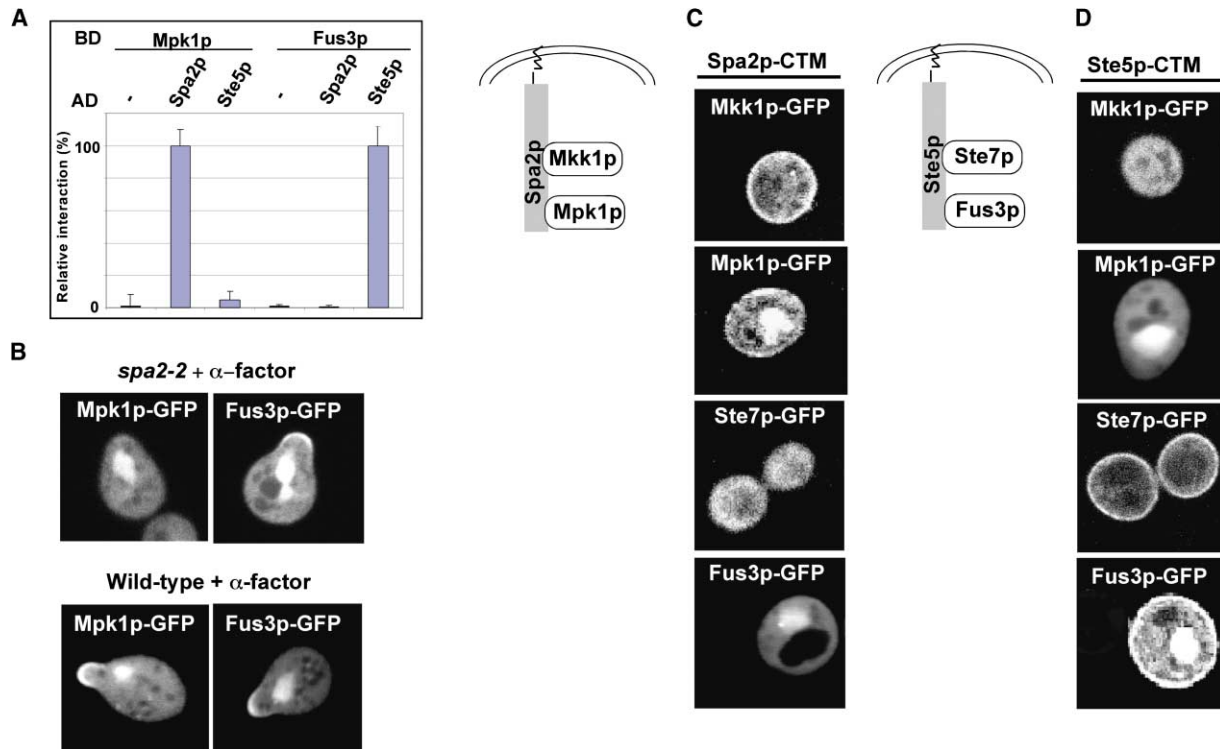 A
BD Mpk1p Fus3p
AD - Spa2p Ste5p - Spa2p Ste5p
Relative interaction (%)
100
0
B
spa2-2 + α–factor
Mpk1p-GFP Fus3p-GFP
Wild-type + α-factor
Mpk1p-GFP Fus3p-GFP
Spa2p
Mkk1p
Mpk1p
C
Spa2p-CTM
Mkk1p-GFP
Mpk1p-GFP
Ste7p-GFP
Fus3p-GFP
Ste5p
Ste7p
Fus3p
D
Ste5p-CTM
Mkk1p-GFP
Mpk1p-GFP
Ste7p-GFP
Fus3p-GFP